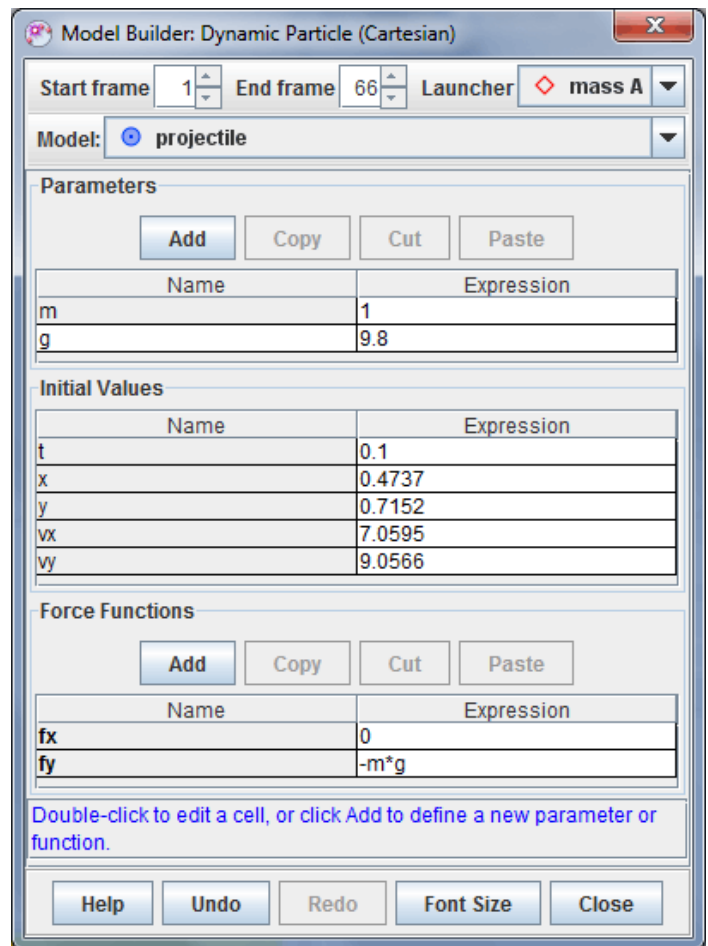 Model Builder: Dynamic Particle (Cartesian)
Start frame 1 End frame 66 Launcher mass A
Model: projectile
Parameters
Add Copy Cut Paste
Name Expression
m 1
g 9.8
Initial Values
Name Expression
t 0.1
x 0.4737
y 0.7152
vx 7.0595
vy 9.0566
Force Functions
Add Copy Cut Paste
Name Expression
fx 0
fy -m*g
Double-click to edit a cell, or click Add to define a new parameter or
function.
Help Undo Redo Font Size Close